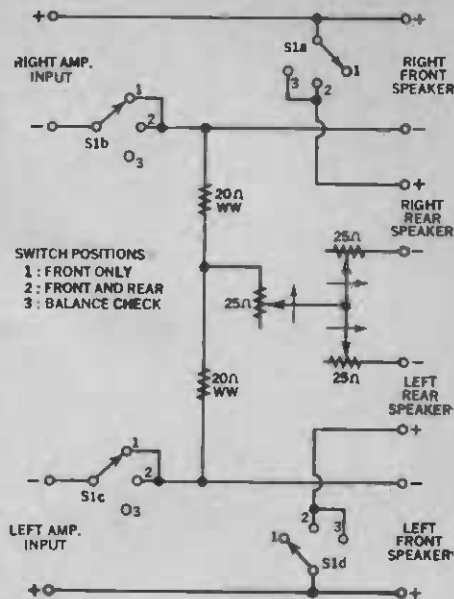 +
+
S1a
RIGHT AMP.
INPUT
RIGHT
FRONT
SPEAKER
1
3
2
1
-
2
-
S1b
3
+
20Ω
WW
RIGHT
REAR
SPEAKER
25Ω
-
SWITCH POSITIONS
1 : FRONT ONLY
2 : FRONT AND REAR
3 : BALANCE CHECK
25Ω
20Ω
WW
25Ω
-
LEFT
REAR
SPEAKER
+
1
-
2
-
S1c
3
2
3
1
LEFT AMP.
INPUT
LEFT
FRONT
SPEAKER
S1d
+
+